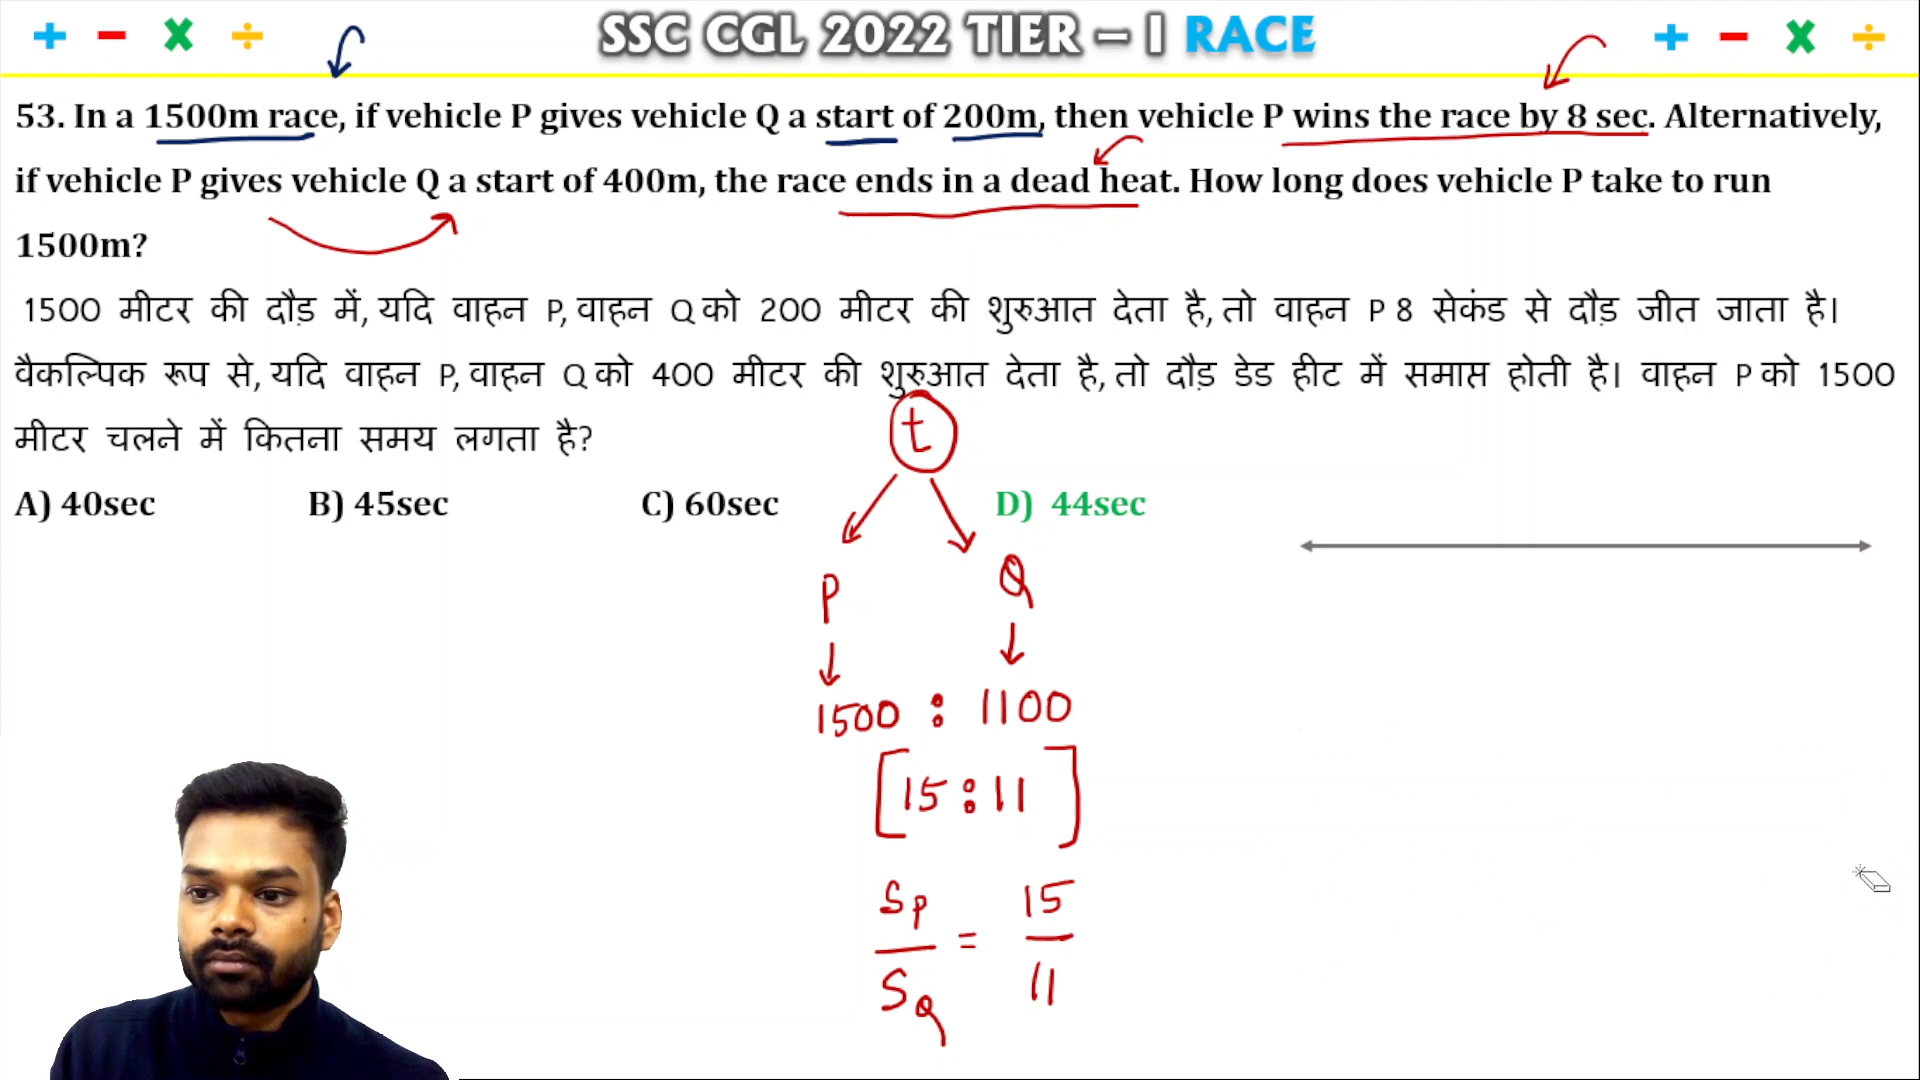 SSC CGL 2022 TIER – I RACE
53. In a 1500m race, if vehicle P gives vehicle Q a start of 200m, then vehicle P wins the race by 8 sec. Alternatively,
if vehicle P gives vehicle Q a start of 400m, the race ends in a dead heat. How long does vehicle P take to run
1500m?
1500 मीटर की दौड़ में, यदि वाहन P, वाहन Q को 200 मीटर की शुरुआत देता है, तो वाहन P 8 सेकंड से दौड़ जीत जाता है।
वैकल्पिक रूप से, यदि वाहन P, वाहन Q को 400 मीटर की शुरुआत देता है, तो दौड़ डेड हीट में समाप्त होती है। वाहन P को 1500
मीटर चलने में कितना समय लगता है?
t
A) 40sec B) 45sec C) 60sec D) 44sec
P Q
1500 : 1100
[15 : 11]
Sp/SQ = 15/11